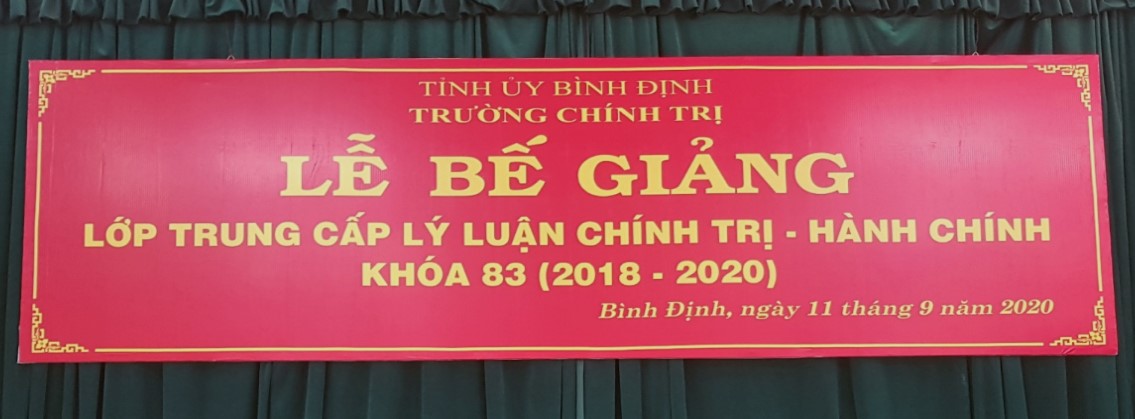 TỈNH ỦY BÌNH ĐỊNH
TRƯỜNG CHÍNH TRỊ
LỄ BẾ GIẢNG
LỚP TRUNG CẤP LÝ LUẬN CHÍNH TRỊ - HÀNH CHÍNH
KHÓA 83 (2018 - 2020)
Bình Định, ngày 11 tháng 9 năm 2020